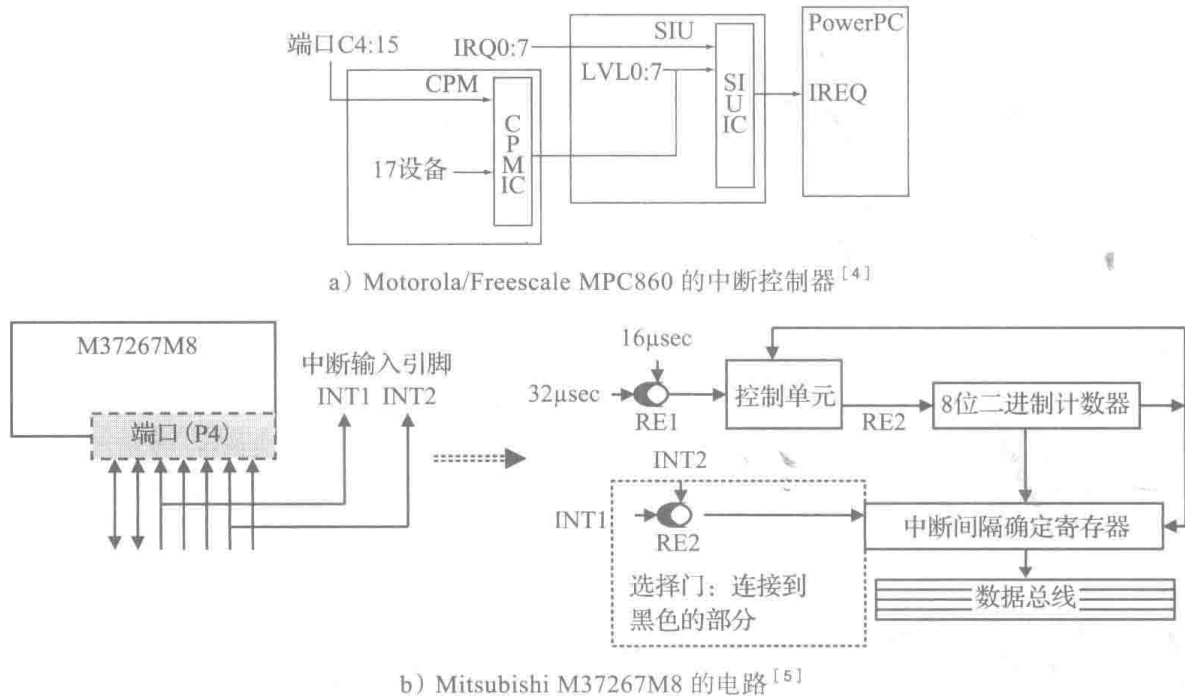 端口C4:15
IRQ0:7
SIU
PowerPC
LVL0:7
CPM
SI
U
IC
IREQ
C
P
M
IC
17设备
a) Motorola/Freescale MPC860 的中断控制器[4]
M37267M8
中断输入引脚
INT1 INT2
端口(P4)
16μsec
32μsec
RE1
控制单元
RE2
8位二进制计数器
INT2
INT1
RE2
中断间隔确定寄存器
选择门:连接到
黑色的部分
数据总线
b) Mitsubishi M37267M8 的电路[5]